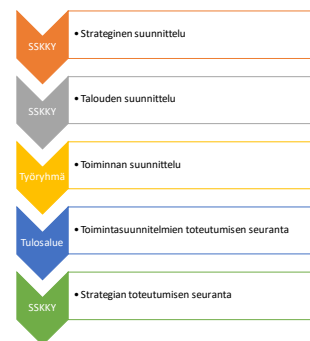 SSKKY
• Strateginen suunnittelu
SSKKY
• Talouden suunnittelu
Työryhmä
• Toiminnan suunnittelu
Tulosalue
• Toimintasuunnitelmien toteutumisen seuranta
SSKKY
• Strategian toteutumisen seuranta